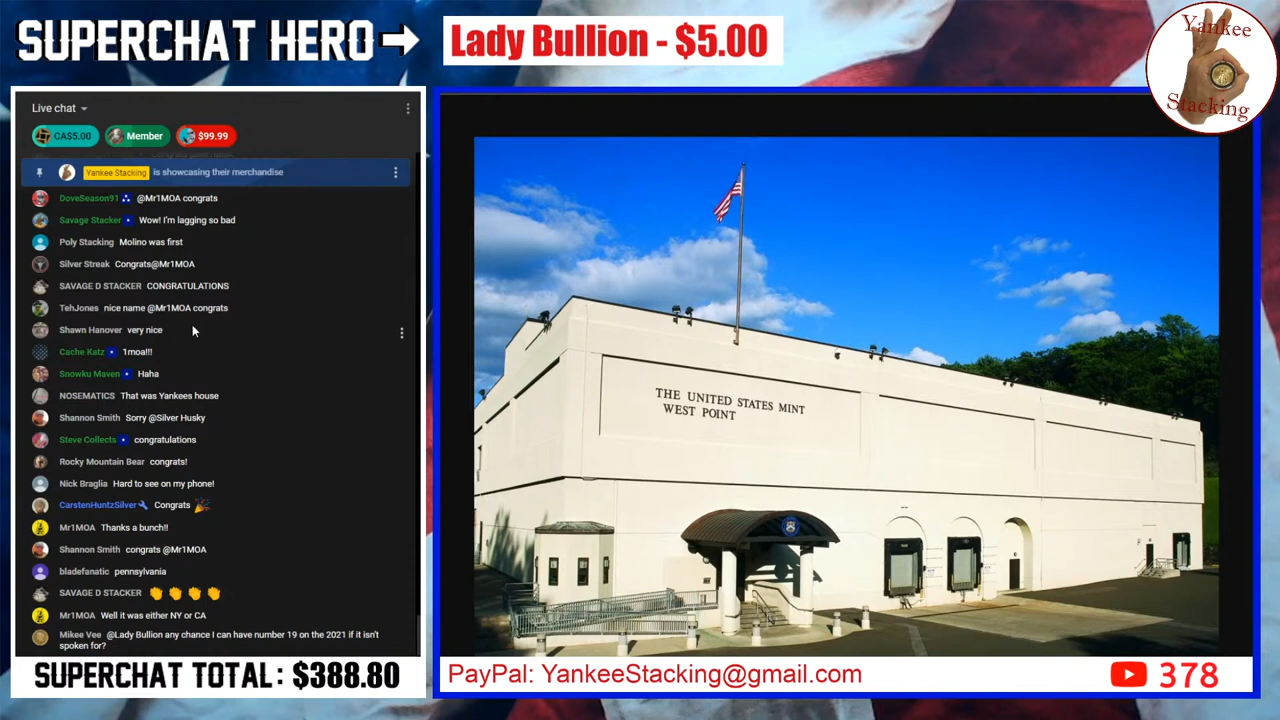 SUPERCHAT HERO
Lady Bullion - $5.00
Yankee
Stacking
Live chat
CA$5.00 Member $99.99
Yankee Stacking is showcasing their merchandise
DoveSeason91 @Mr1MOA congrats
Savage Stacker Wow! I'm lagging so bad
Poly Stacking Molino was first
Silver Streak Congrats@Mr1MOA
SAVAGE D STACKER CONGRATULATIONS
TehJones nice name @Mr1MOA congrats
Shawn Hanover very nice
Cache Katz 1moa!!!
Snowku Maven Haha
NOSEMATICS That was Yankees house
Shannon Smith Sorry @Silver Husky
Steve Collects congratulations
Rocky Mountain Bear congrats!
Nick Braglia Hard to see on my phone!
CarstenHuntzSilver Congrats 🎉
Mr1MOA Thanks a bunch!!
Shannon Smith congrats @Mr1MOA
bladefanatic pennsylvania
SAVAGE D STACKER 👏 👏 👏 👏
Mr1MOA Well it was either NY or CA
Mikee Vee @Lady Bullion any chance I can have number 19 on the 2021 if it isn't
spoken for?
SUPERCHAT TOTAL: $388.80
THE UNITED STATES MINT
WEST POINT
PayPal: YankeeStacking@gmail.com
378